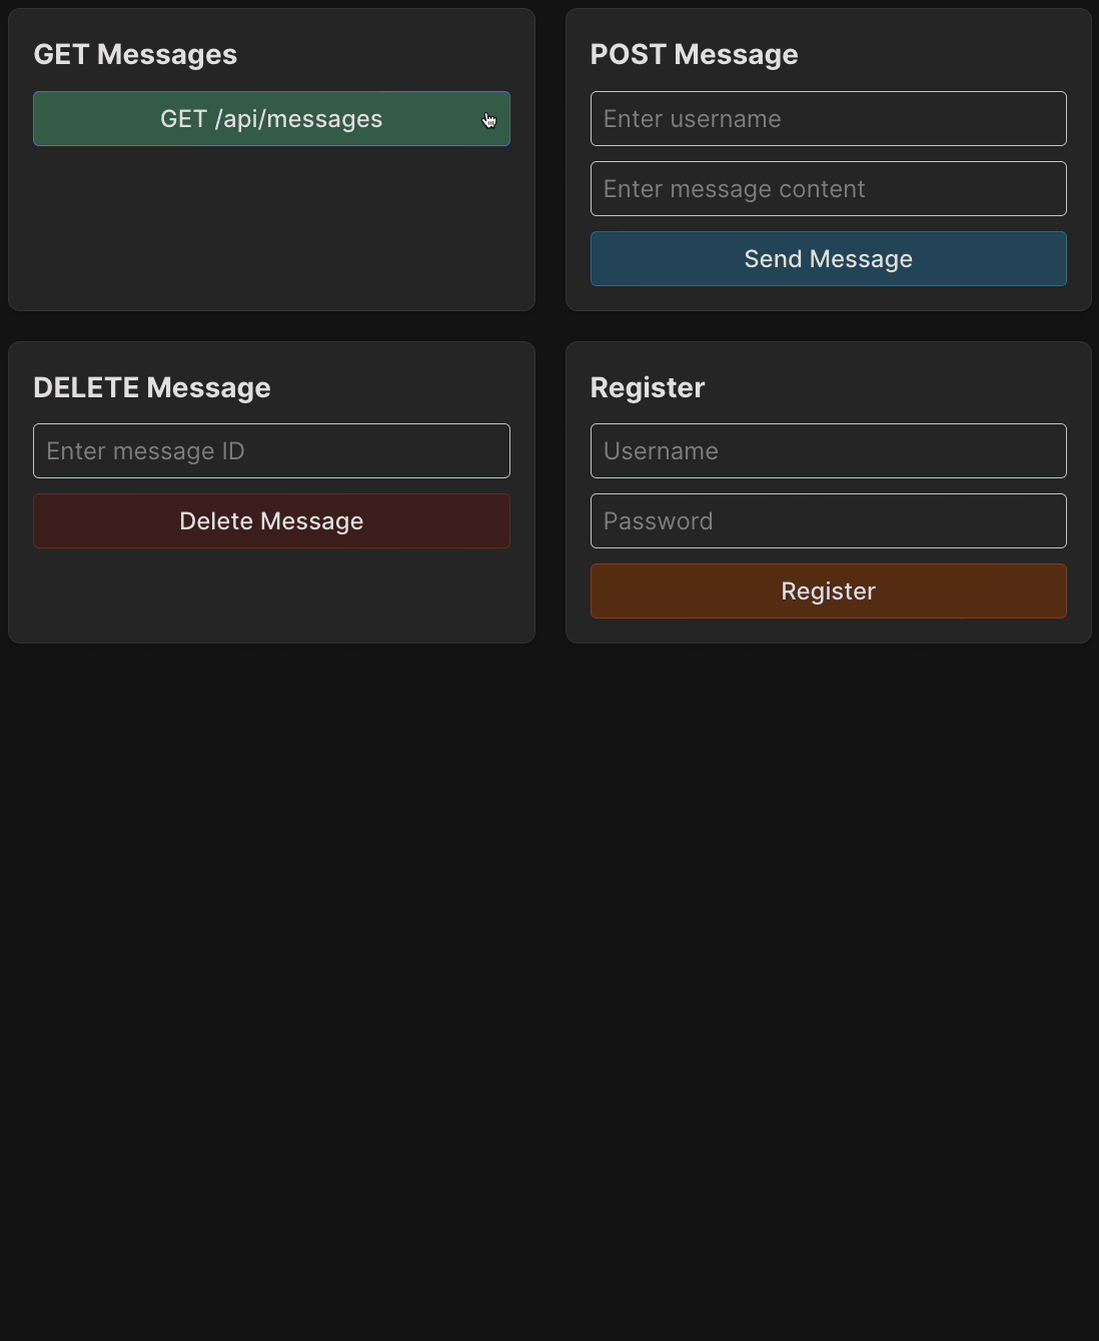 GET Messages
GET /api/messages
POST Message
Enter username
Enter message content
Send Message
DELETE Message
Enter message ID
Delete Message
Register
Username
Password
Register